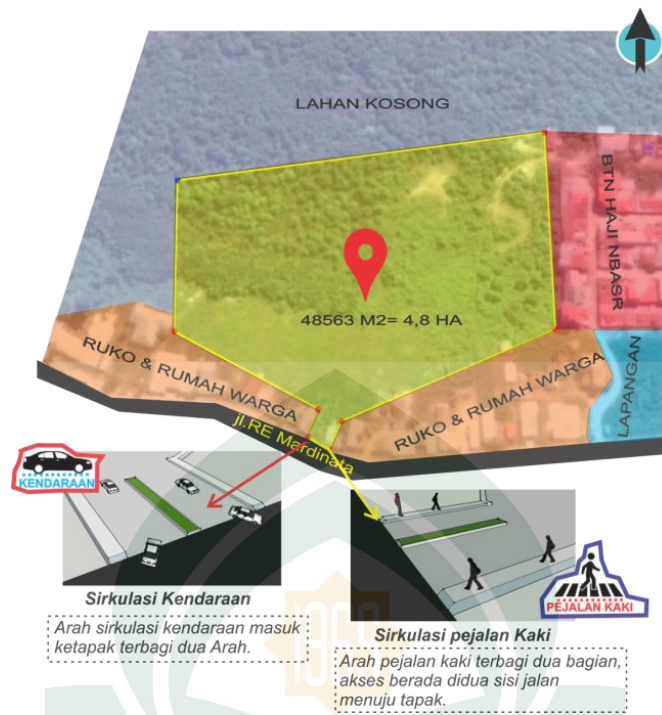 LAHAN KOSONG
BTN HAJI NBASR
48563 M2= 4,8 HA
RUKO & RUMAH WARGA
RUKO & RUMAH WARGA
LAPANGAN
jl.RE Mardinata
KENDARAAN
Sirkulasi Kendaraan
Arah sirkulasi kendaraan masuk
ketapak terbagi dua Arah.
PEJALAN KAKI
Sirkulasi pejalan Kaki
Arah pejalan kaki terbagi dua bagian,
akses berada didua sisi jalan
menuju tapak.
1965